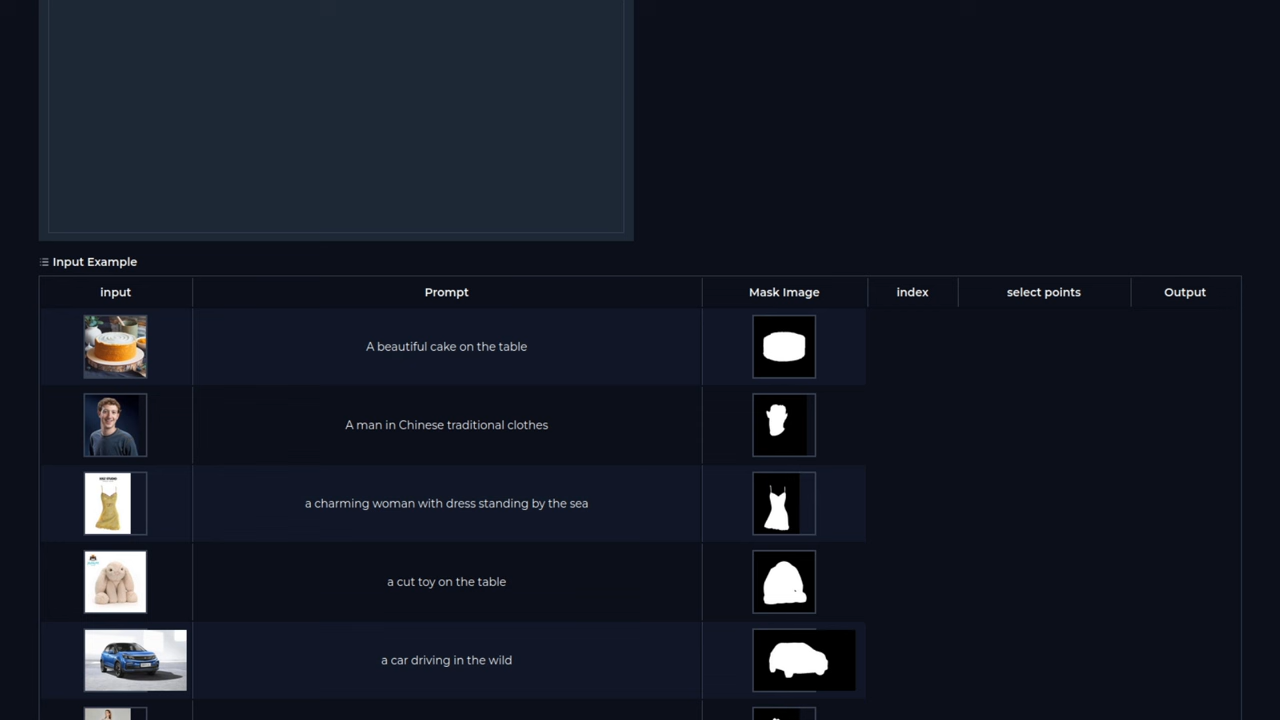 Input Example
input Prompt Mask Image index select points Output
A beautiful cake on the table
A man in Chinese traditional clothes
a charming woman with dress standing by the sea
a cut toy on the table
a car driving in the wild